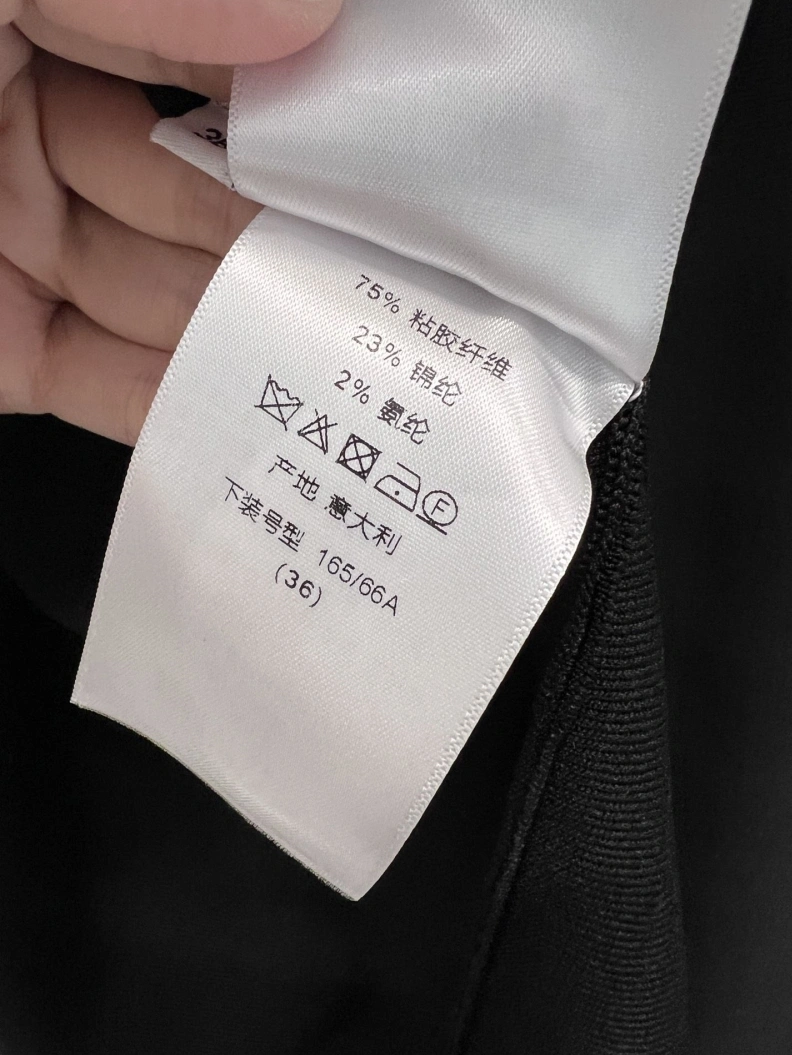 75% 粘胶纤维
23% 锦纶
2% 氨纶
F
产地 意大利
下装号型 165/66A
(36)